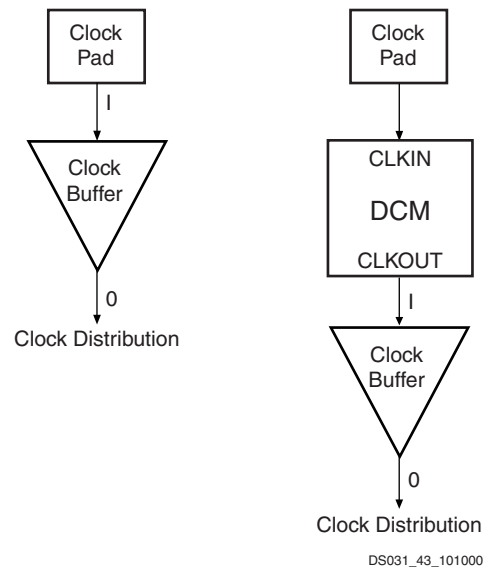 Clock
Pad
I
Clock
Buffer
0
Clock Distribution
Clock
Pad
CLKIN
DCM
CLKOUT
I
Clock
Buffer
0
Clock Distribution
DS031_43_101000